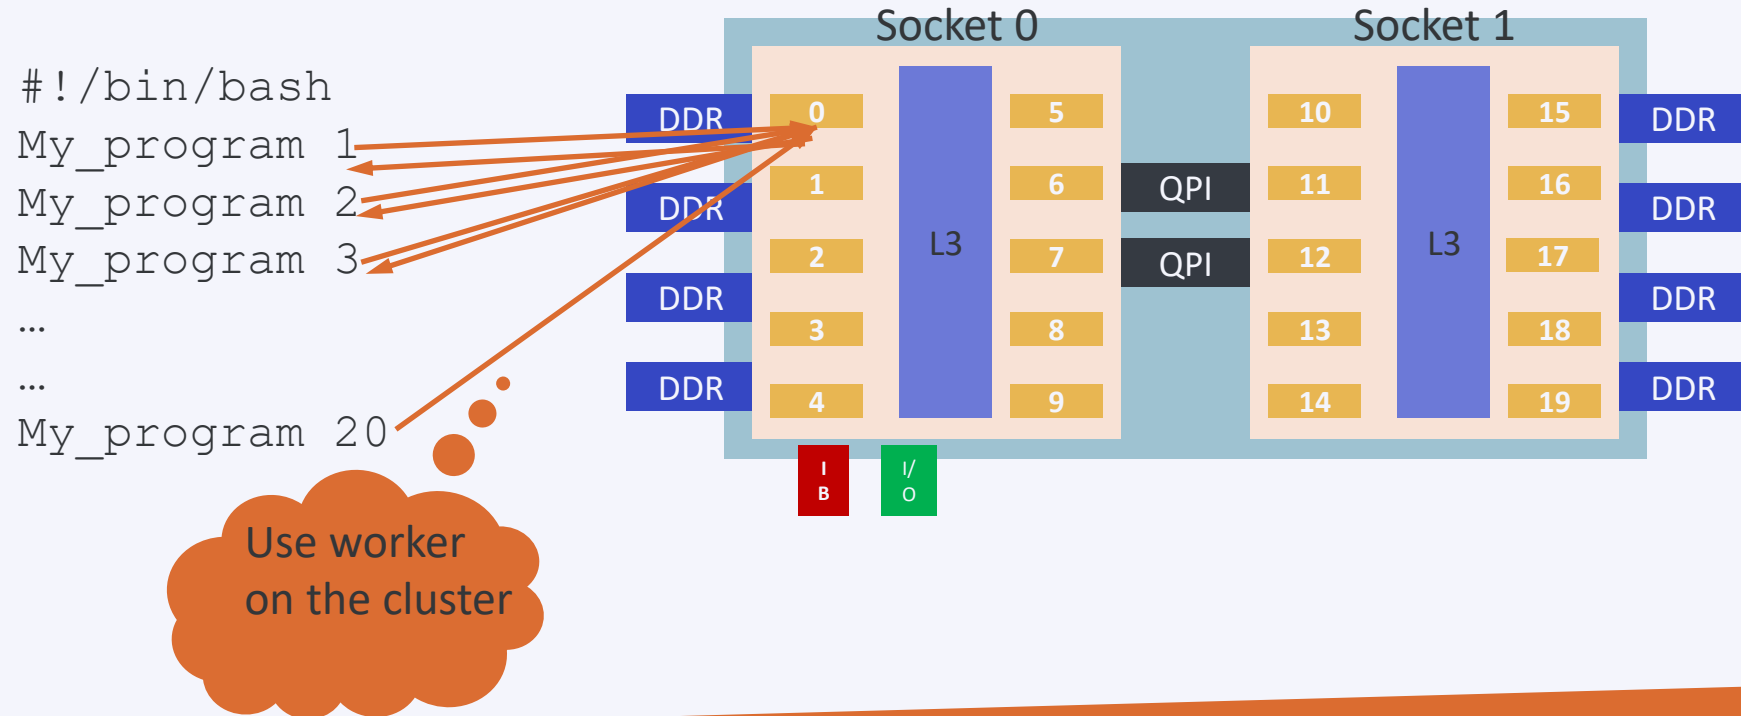 Socket 0
Socket 1
#!/bin/bash
My_program 1
My_program 2
My_program 3
…
…
My_program 20
DDR
DDR
DDR
DDR
0
1
2
3
4
L3
5
6
7
8
9
QPI
QPI
10
11
12
13
14
L3
15
16
17
18
19
DDR
DDR
DDR
DDR
I
B
I/
O
Use worker
on the cluster